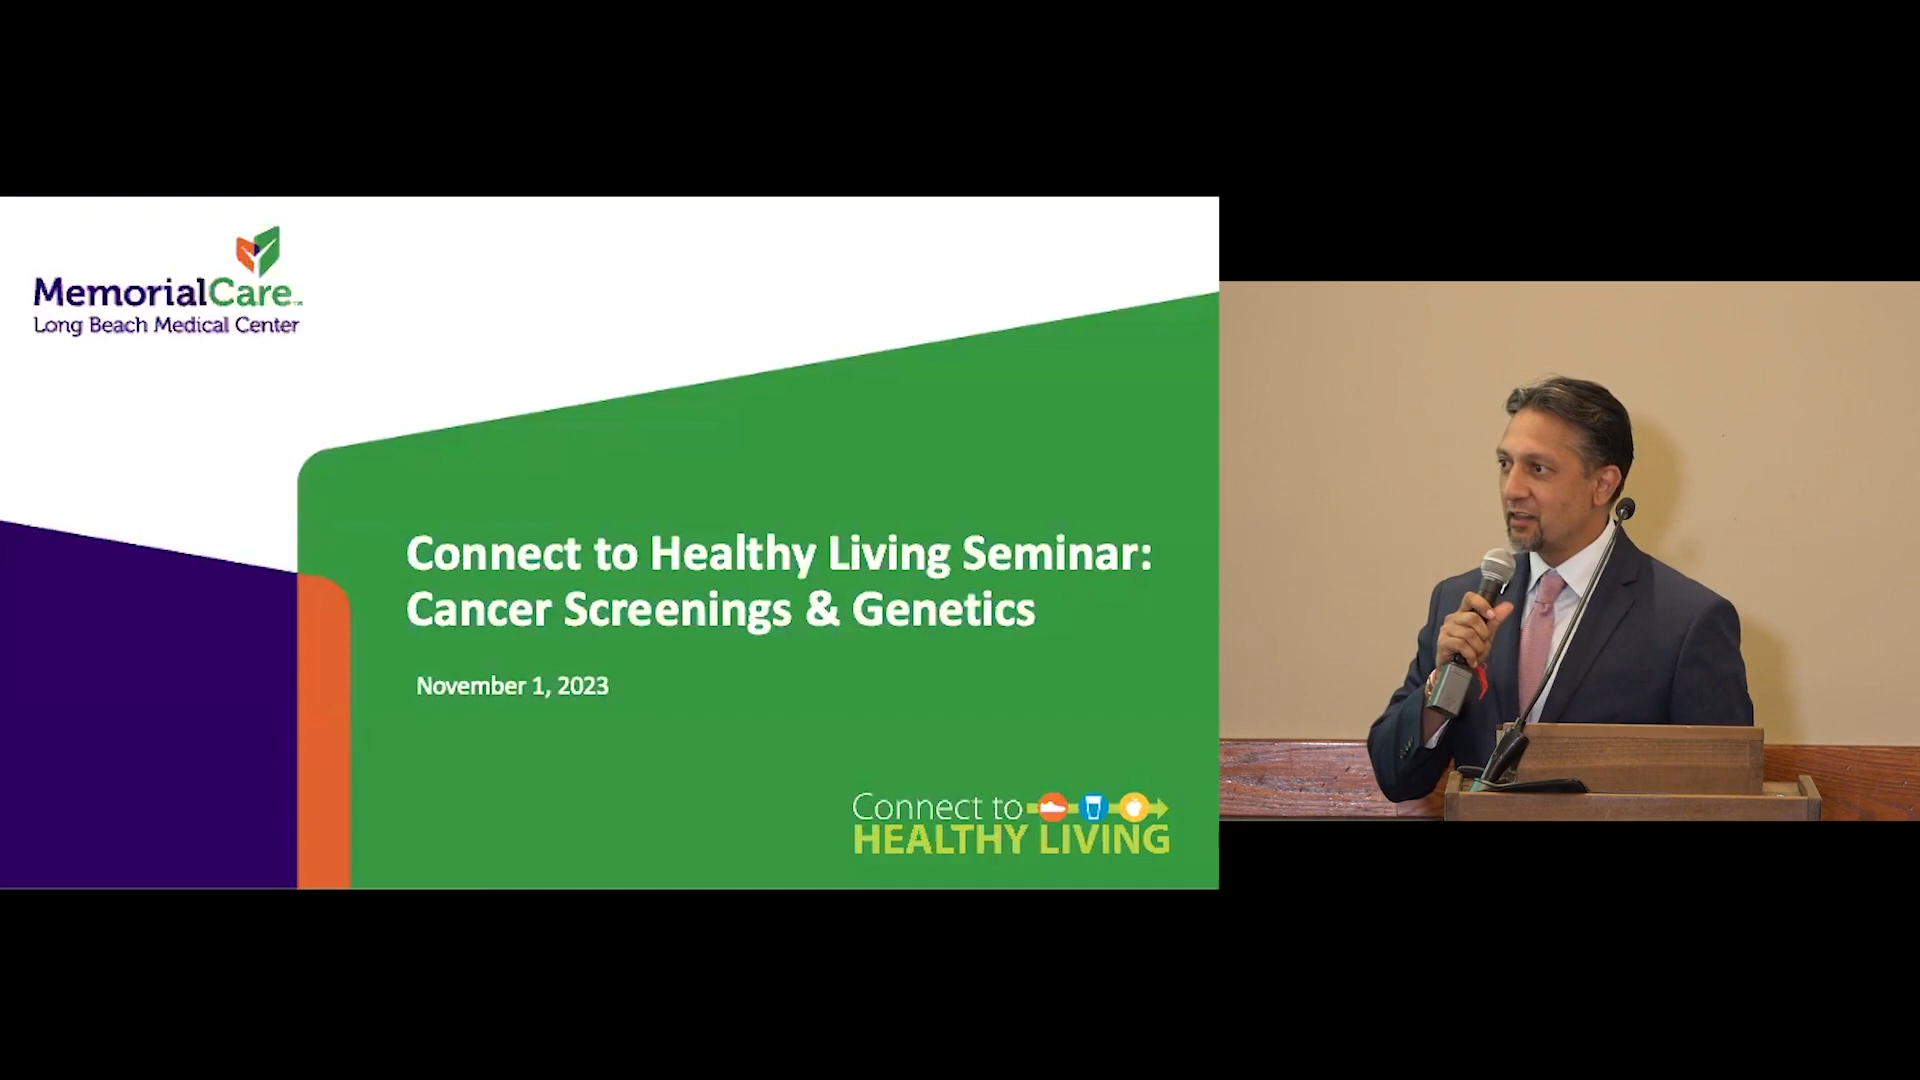 MemorialCare™
Long Beach Medical Center
Connect to Healthy Living Seminar:
Cancer Screenings & Genetics
November 1, 2023
Connect to
HEALTHY LIVING